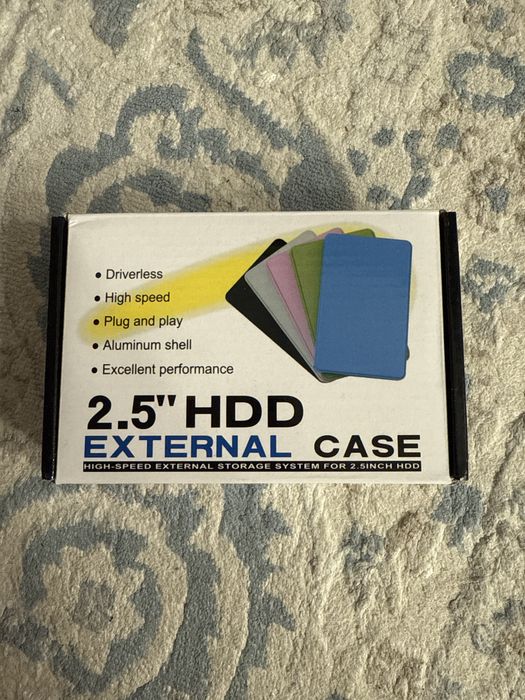 • Driverless
• High speed
• Plug and play
• Aluminum shell
• Excellent performance
2.5" HDD
EXTERNAL CASE
HIGH-SPEED EXTERNAL STORAGE SYSTEM FOR 2.5INCH HDD